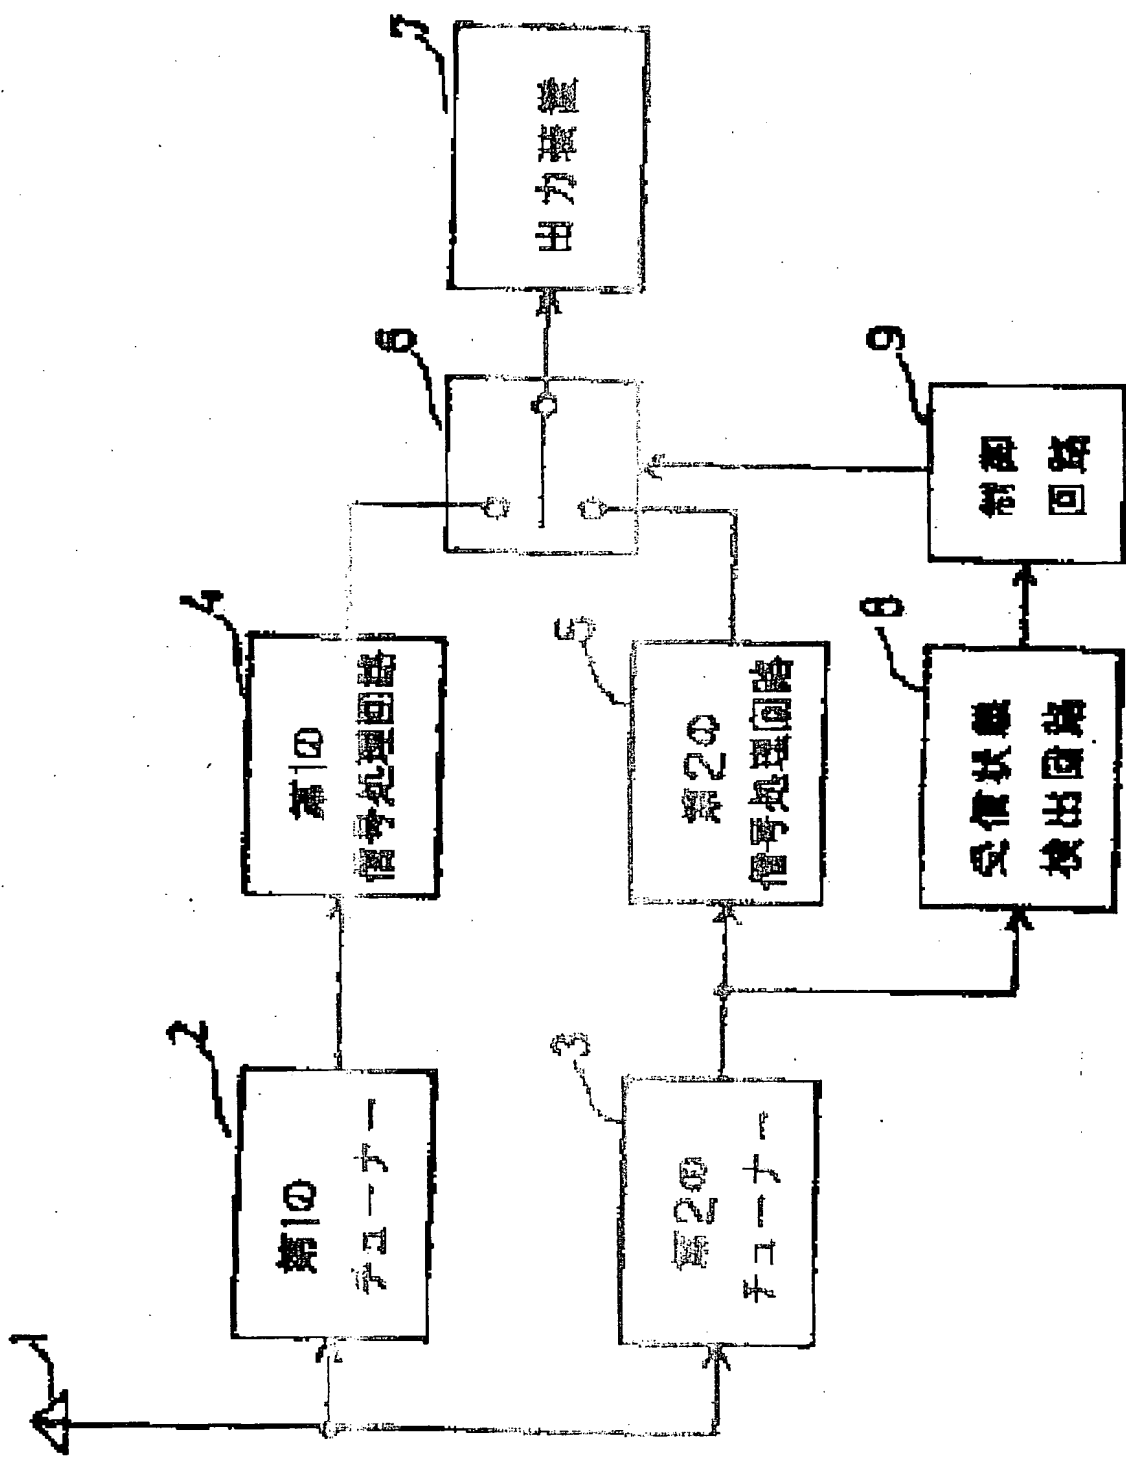 1
2
第1の
チューナー
3
第2の
チューナー
4
第1の
信号処理回路
5
第2の
信号処理回路
6
7
出力装置
8
受信状態
検出回路
9
制御
回路